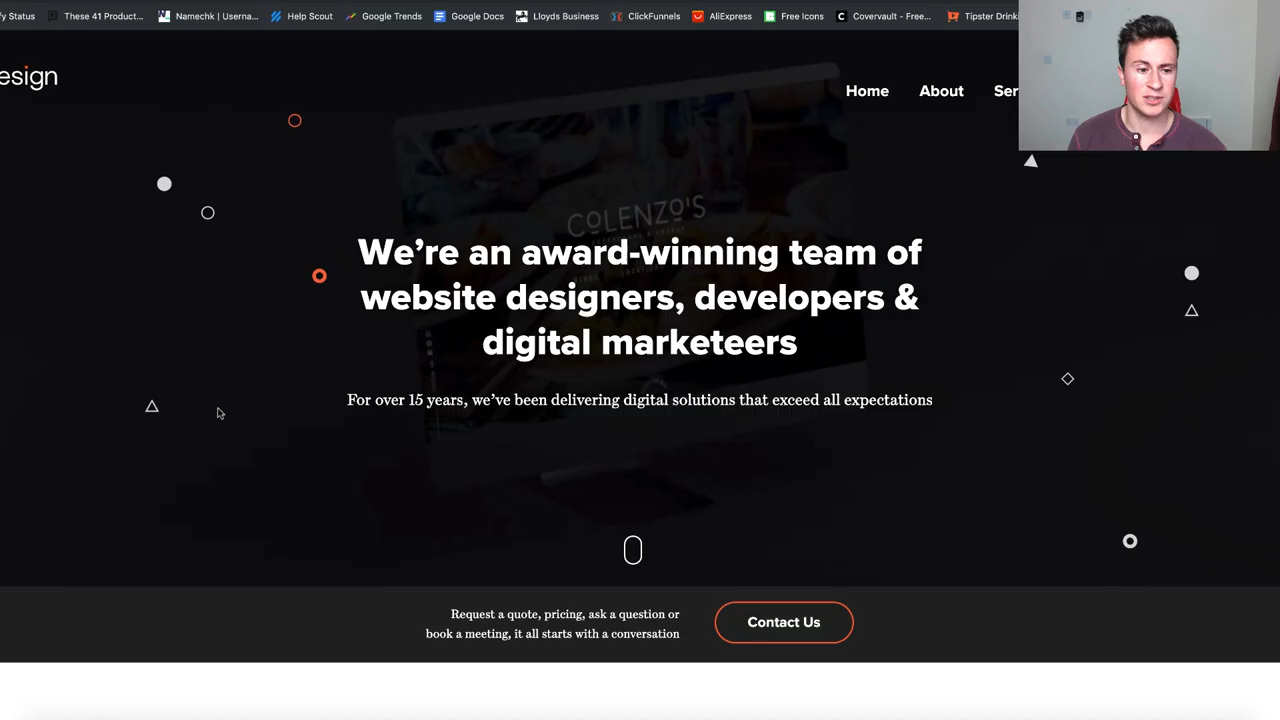 fy Status
These 41 Product...
Namechk | Userna...
Help Scout
Google Trends
Google Docs
Lloyds Business
ClickFunnels
AliExpress
Free Icons
Covervault - Free...
Tipster Drink
esign
Home
About
Ser
COLENZO'S
We're an award-winning team of
website designers, developers &
digital marketeers
For over 15 years, we've been delivering digital solutions that exceed all expectations
Request a quote, pricing, ask a question or
book a meeting, it all starts with a conversation
Contact Us